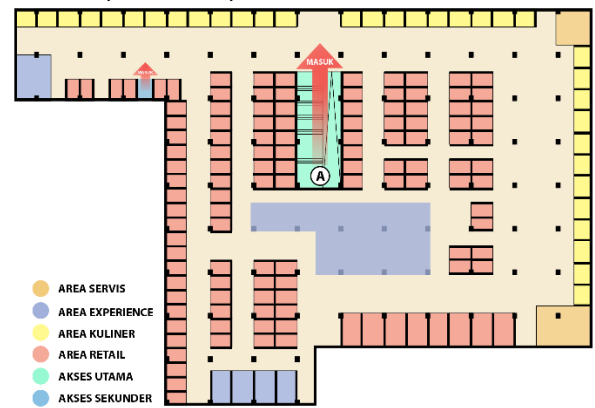 MASUK
MASUK
A
AREA SERVIS
AREA EXPERIENCE
AREA KULINER
AREA RETAIL
AKSES UTAMA
AKSES SEKUNDER